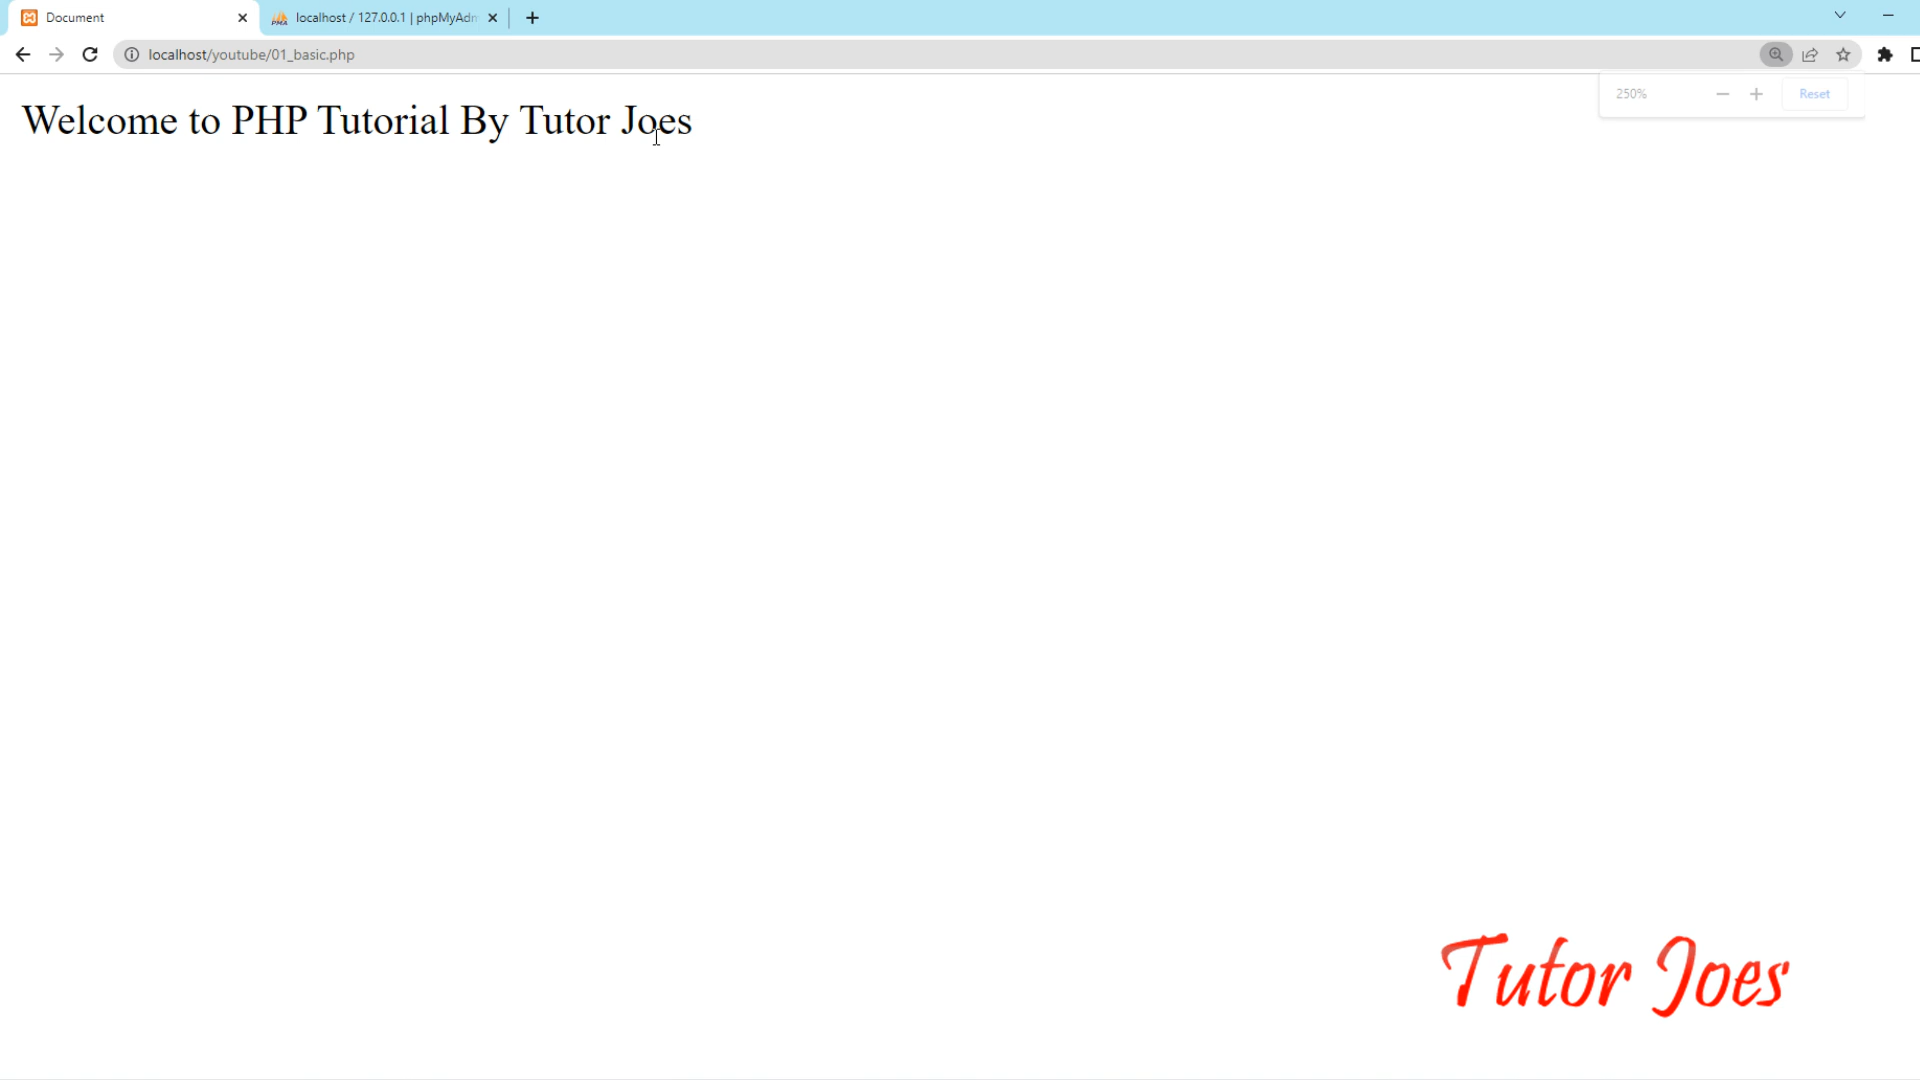 Document
localhost / 127.0.0.1 | phpMyAdm
localhost/youtube/01_basic.php
250%
Reset
Welcome to PHP Tutorial By Tutor Joes
Tutor Joes